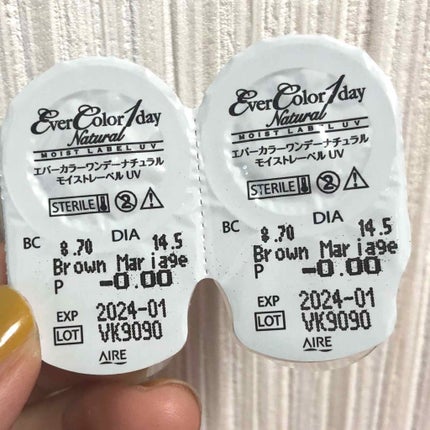 EverColor1day
Natural
MOIST LABEL UV
エバーカラーワンデーナチュラル
モイストレーベル UV
STERILE
BC 8.70 DIA 14.5
Brown Mariage
P -0.00
EXP 2024-01
LOT VK9090
AIRE
EverColor1day
Natural
MOIST LABEL UV
エバーカラーワンデーナチュラル
モイストレーベル UV
STERILE
BC 8.70 DIA 14.5
Brown Mariage
P -0.00
EXP 2024-01
LOT VK9090
AIRE